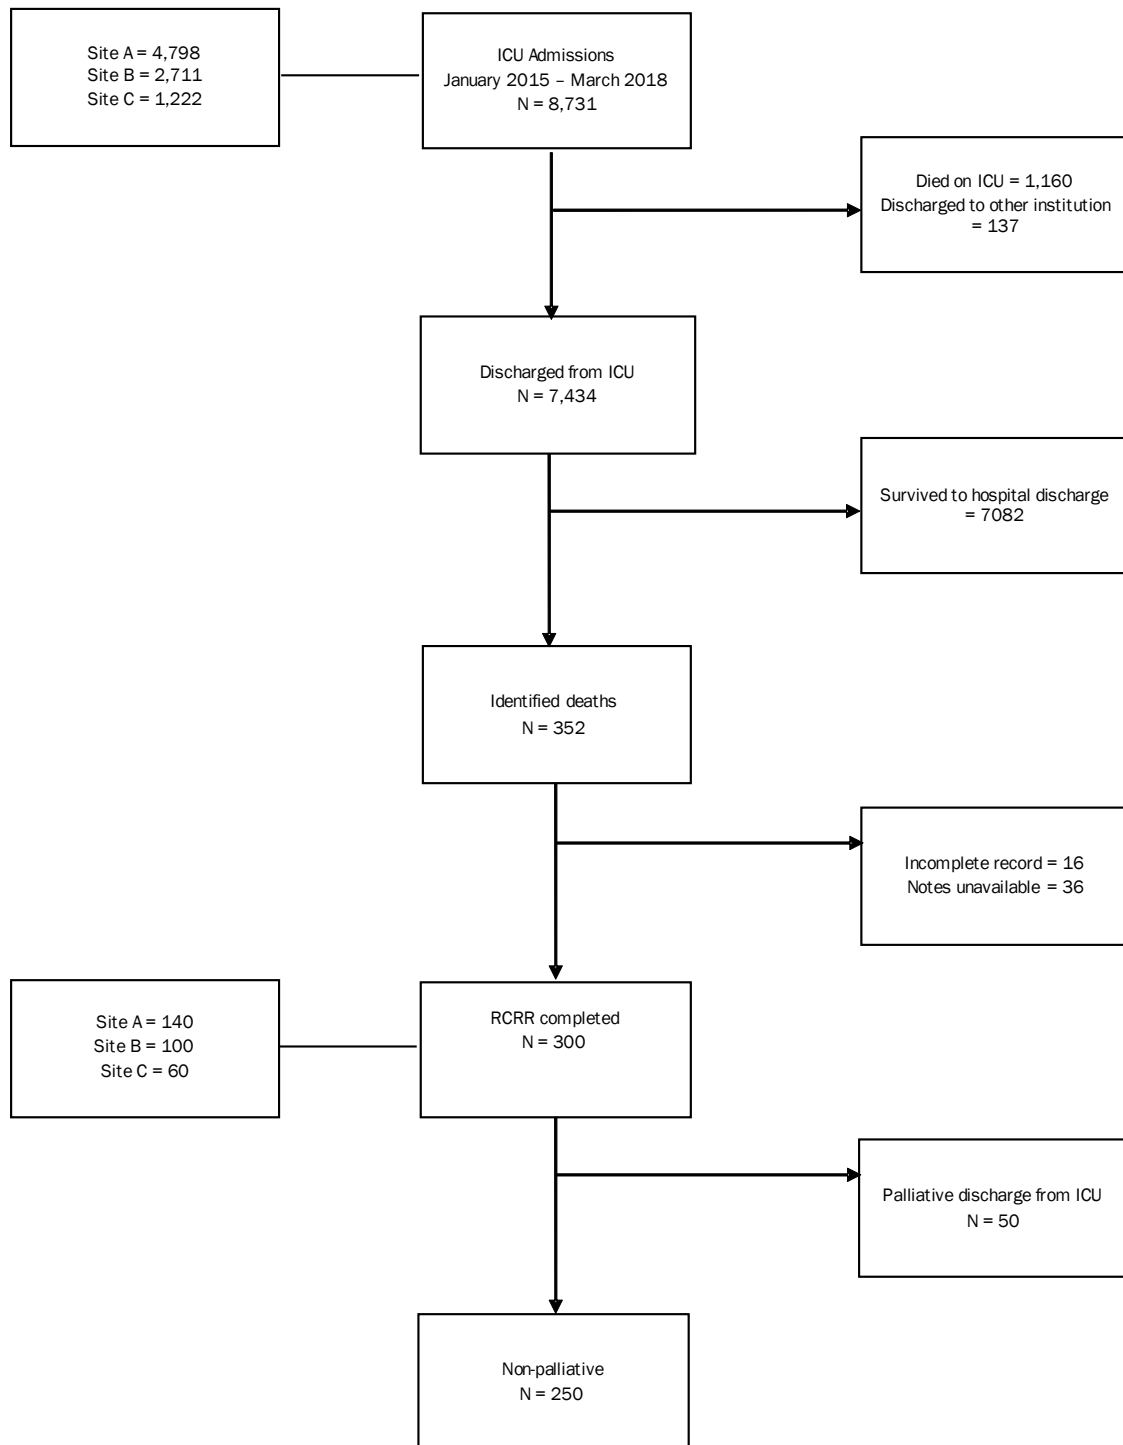 Site A = 4,798
Site B = 2,711
Site C = 1,222
ICU Admissions
January 2015 – March 2018
N = 8,731
Died on ICU = 1,160
Discharged to other institution
= 137
Discharged from ICU
N = 7,434
Survived to hospital discharge
= 7082
Identified deaths
N = 352
Incomplete record = 16
Notes unavailable = 36
Site A = 140
Site B = 100
Site C = 60
RCRR completed
N = 300
Palliative discharge from ICU
N = 50
Non-palliative
N = 250